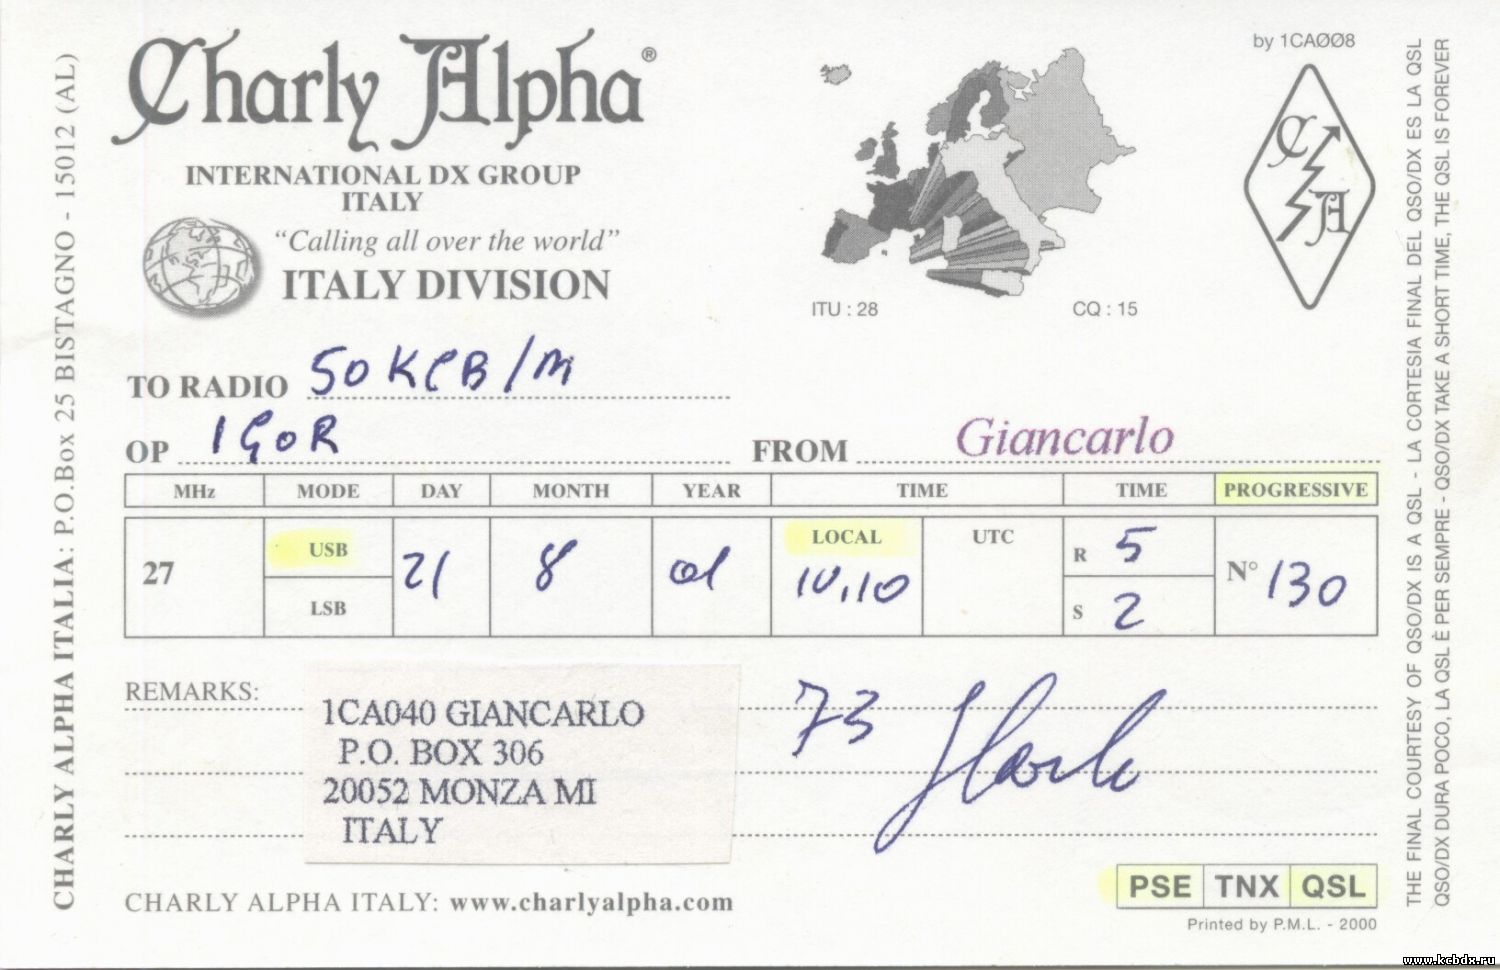 CHARLY ALPHA ITALIA: P.O.Box 25 BISTAGNO - 15012 (AL)
Charly Alpha®
INTERNATIONAL DX GROUP
ITALY
“Calling all over the world”
ITALY DIVISION
ITU : 28
CQ : 15
by 1CAØØ8
CA
TO RADIO 50KCB/M
OP IGOR
FROM Giancarlo
MHz MODE DAY MONTH YEAR TIME TIME PROGRESSIVE
27 USB 21 8 01 LOCAL 10,10 UTC R 5 N° 130
LSB S 2
REMARKS:
1CA040 GIANCARLO
P.O. BOX 306
20052 MONZA MI
ITALY
73
CHARLY ALPHA ITALY: www.charlyalpha.com
PSE TNX QSL
Printed by P.M.L. - 2000
THE FINAL COURTESY OF QSO/DX IS A QSL - LA CORTESIA FINAL DEL QSO/DX ES LA QSL
QSO/DX DURA POCO, LA QSL È PER SEMPRE - QSO/DX TAKE A SHORT TIME, THE QSL IS FOREVER
www.kcbdx.ru